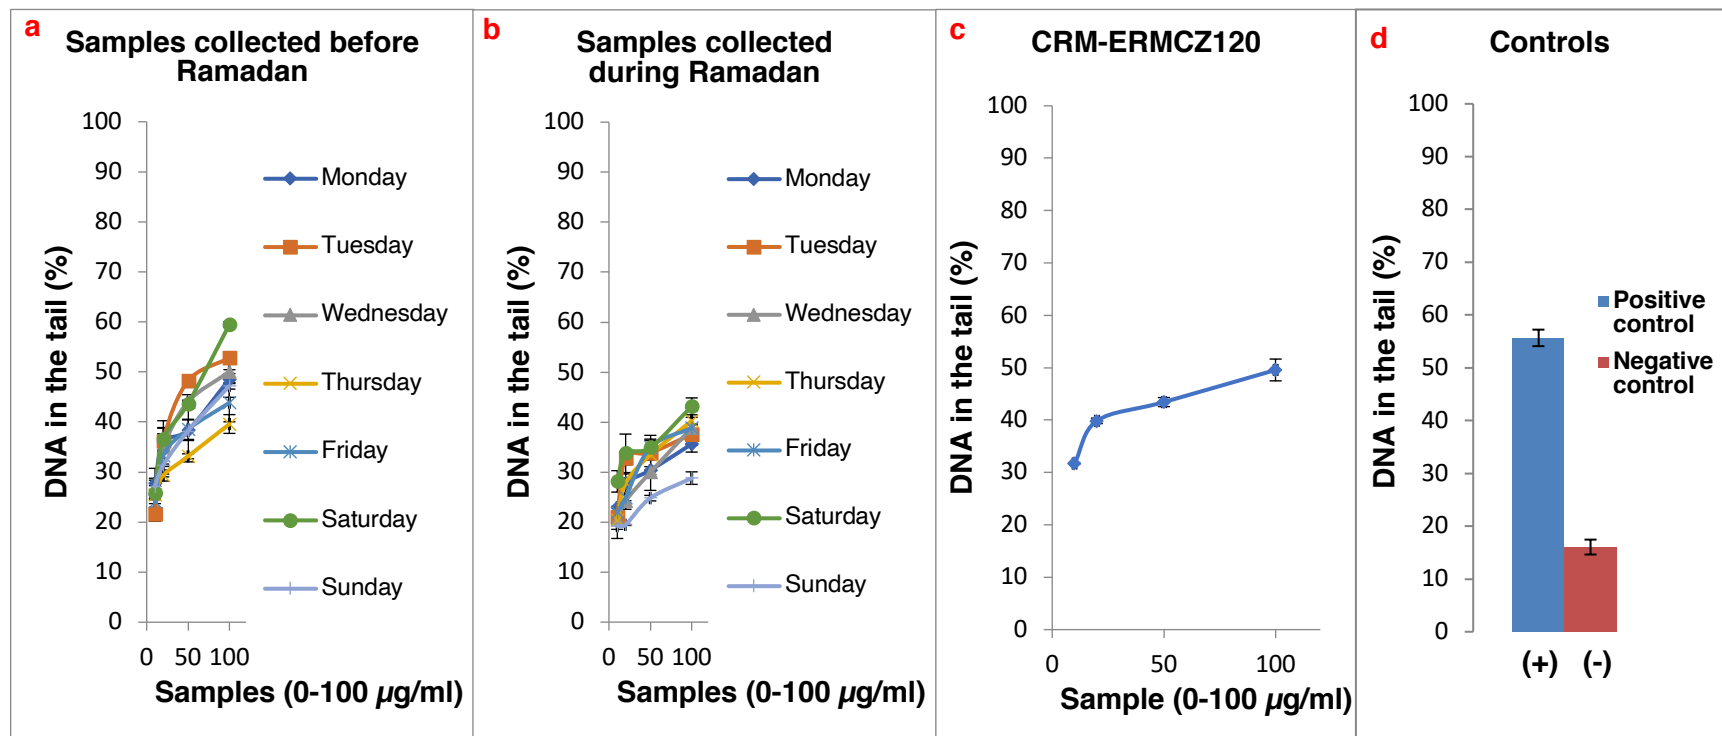 a
Samples collected before
Ramadan
DNA in the tail (%)
100
90
80
70
60
50
40
30
20
10
0
0 50 100
Samples (0-100 µg/ml)
Monday
Tuesday
Wednesday
Thursday
Friday
Saturday
Sunday
b
Samples collected
during Ramadan
DNA in the tail (%)
100
90
80
70
60
50
40
30
20
10
0
0 50 100
Samples (0-100 µg/ml)
Monday
Tuesday
Wednesday
Thursday
Friday
Saturday
Sunday
c
CRM-ERMCZ120
DNA in the tail (%)
100
90
80
70
60
50
40
30
20
10
0
0 50 100
Sample (0-100 µg/ml)
d
Controls
DNA in the tail (%)
100
90
80
70
60
50
40
30
20
10
0
(+) (-)
Positive
control
Negative
control